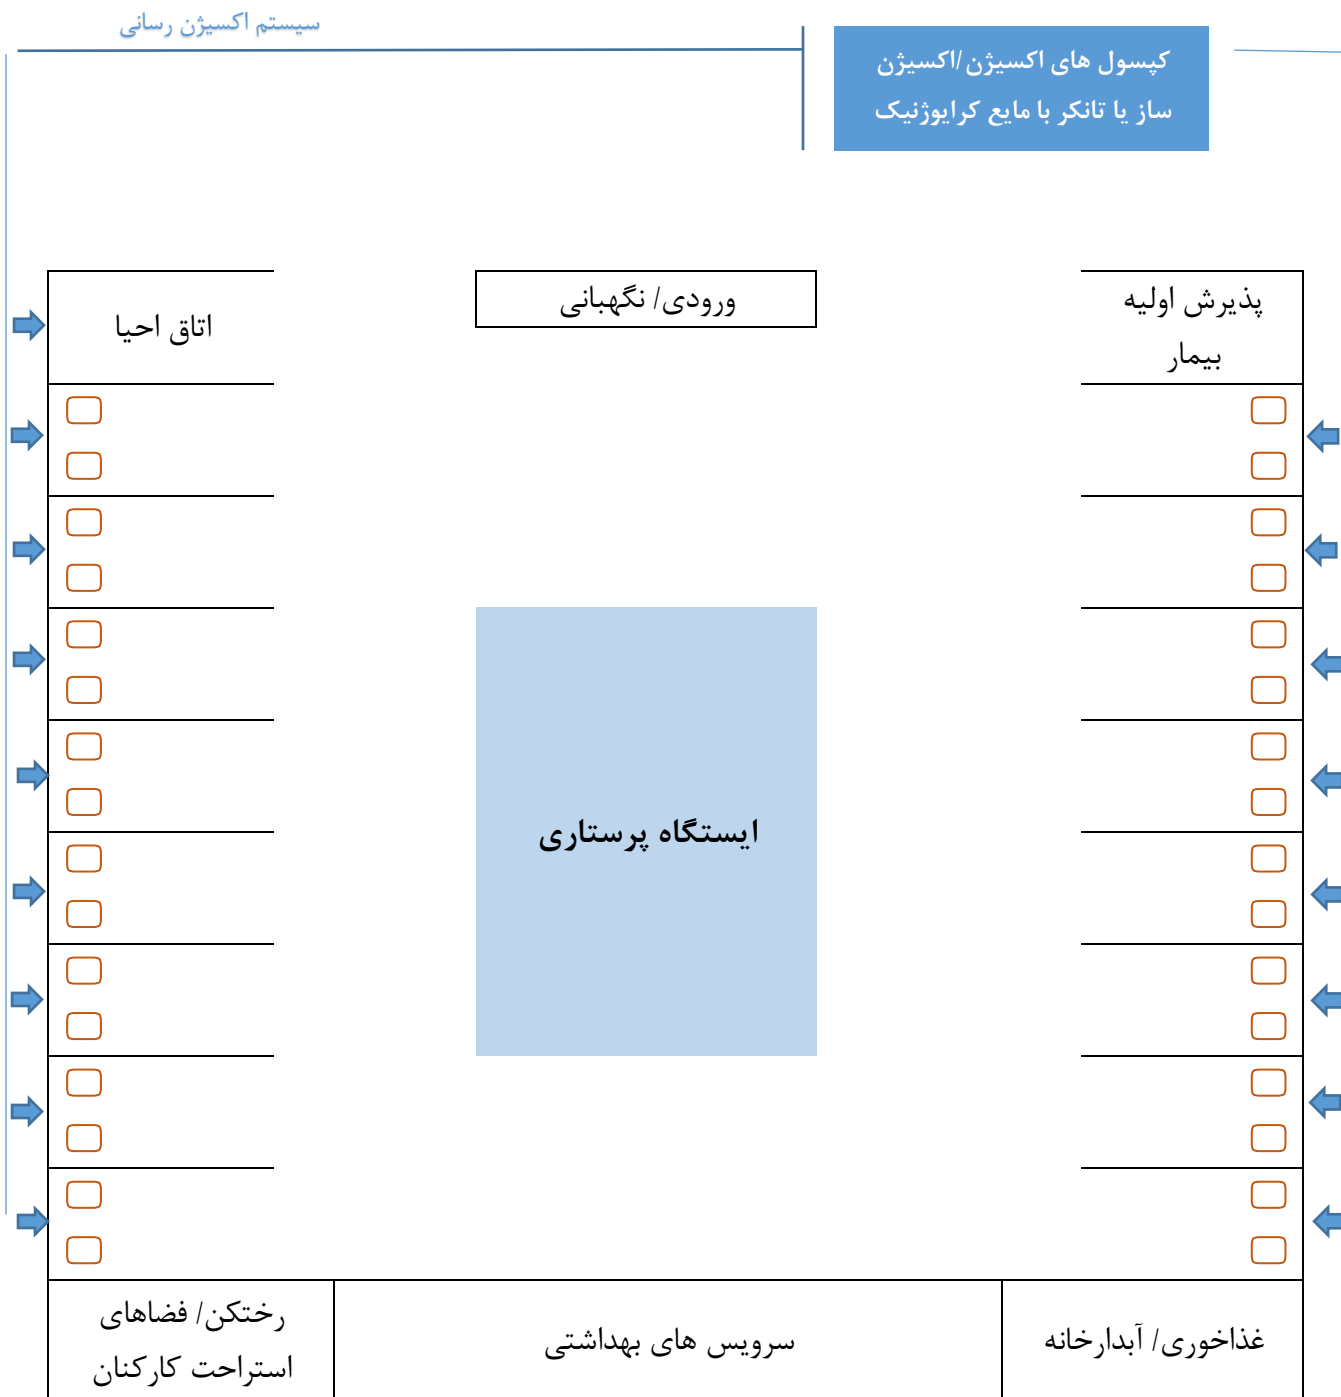 سیستم اکسیژن رسانی
کپسول های اکسیژن/اکسیژن
ساز یا تانکر با مایع کرایوژنیک
پذیرش اولیه
بیمار
ورودی/ نگهبانی
اتاق احیا
ایستگاه پرستاری
غذاخوری/ آبدارخانه
سرویس های بهداشتی
رختکن/ فضاهای
استراحت کارکنان